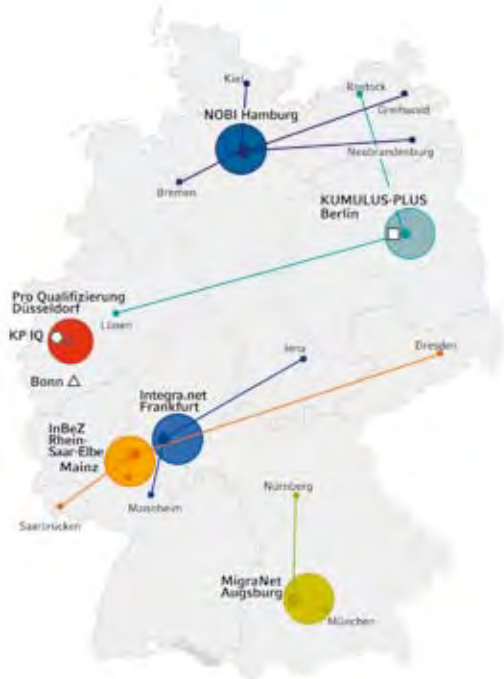 Kiel
Rostock
NOBI Hamburg
Greifswald
Neubrandenburg
Bremen
KUMULUS-PLUS
Berlin
Pro Qualifizierung
Düsseldorf
Lünen
KP IQ
Jena
Dresden
Bonn
Integra.net
Frankfurt
InBeZ
Rhein-
Saar-Elbe
Mainz
Nürnberg
Mannheim
Saarbrücken
MigraNet
Augsburg
München